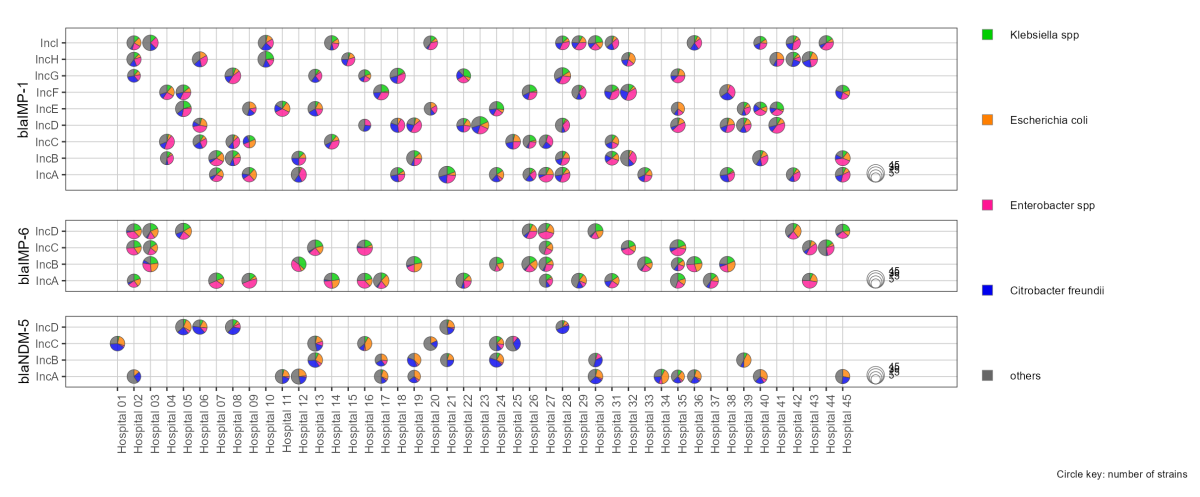 blaIMP-1
IncI
IncH
IncG
IncF
IncE
IncD
IncC
IncB
IncA
blaIMP-6
IncD
IncC
IncB
IncA
blaNDM-5
IncD
IncC
IncB
IncA
Hospital 01
Hospital 02
Hospital 03
Hospital 04
Hospital 05
Hospital 06
Hospital 07
Hospital 08
Hospital 09
Hospital 10
Hospital 11
Hospital 12
Hospital 13
Hospital 14
Hospital 15
Hospital 16
Hospital 17
Hospital 18
Hospital 19
Hospital 20
Hospital 21
Hospital 22
Hospital 23
Hospital 24
Hospital 25
Hospital 26
Hospital 27
Hospital 28
Hospital 29
Hospital 30
Hospital 31
Hospital 32
Hospital 33
Hospital 34
Hospital 35
Hospital 36
Hospital 37
Hospital 38
Hospital 39
Hospital 40
Hospital 41
Hospital 42
Hospital 43
Hospital 44
Hospital 45
Klebsiella spp
Escherichia coli
Enterobacter spp
Citrobacter freundii
others
Circle key: number of strains